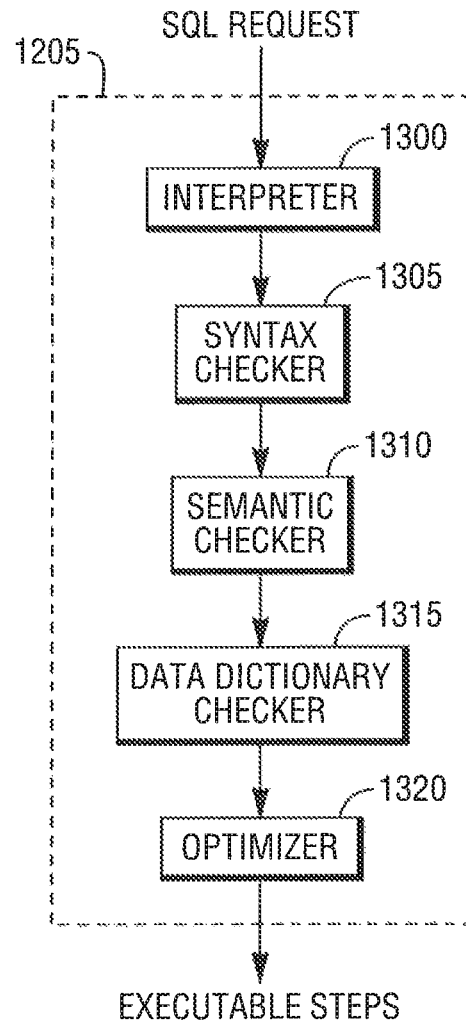 SQL REQUEST
1205
1300
INTERPRETER
1305
SYNTAX
CHECKER
1310
SEMANTIC
CHECKER
1315
DATA DICTIONARY
CHECKER
1320
OPTIMIZER
EXECUTABLE STEPS